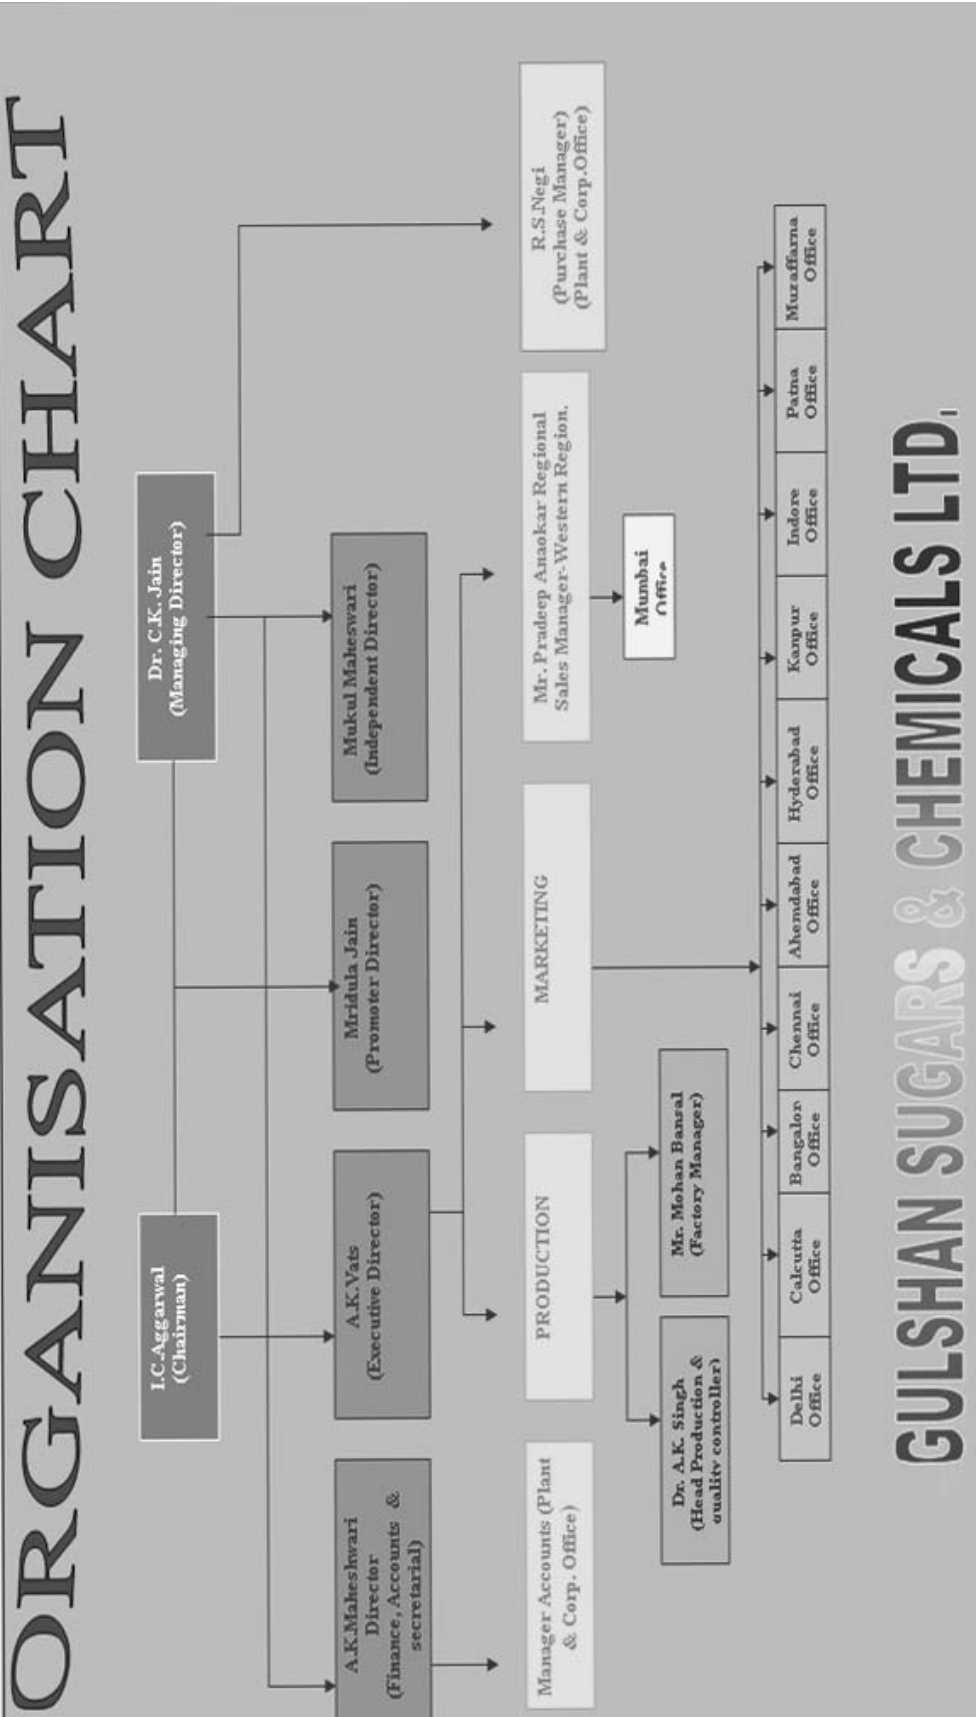 ORGANISATION CHART
I.C.Aggarwal
(Chairman)
Dr. C.K. Jain
(Managing Director)
A.K.Maheshwari
Director
(Finance, Accounts &
secretarial)
A.K.Vats
(Executive Director)
Mridula Jain
(Promoter Director)
Mukul Maheswari
(Independent Director)
Manager Accounts (Plant
& Corp. Office)
PRODUCTION
MARKETING
Mr. Pradeep Anaokar Regional
Sales Manager-Western Region.
R.S.Negi
(Purchase Manager)
(Plant & Corp.Office)
Dr. A.K. Singh
(Head Production &
quality controller)
Mr. Mohan Bansal
(Factory Manager)
Mumbai
Office
Delhi
Office
Calcutta
Office
Bangalor
Office
Chennai
Office
Ahemdabad
Office
Hyderabad
Office
Kanpur
Office
Indore
Office
Patna
Office
Muzaffarna
Office
GULSHAN SUGARS & CHEMICALS LTD.